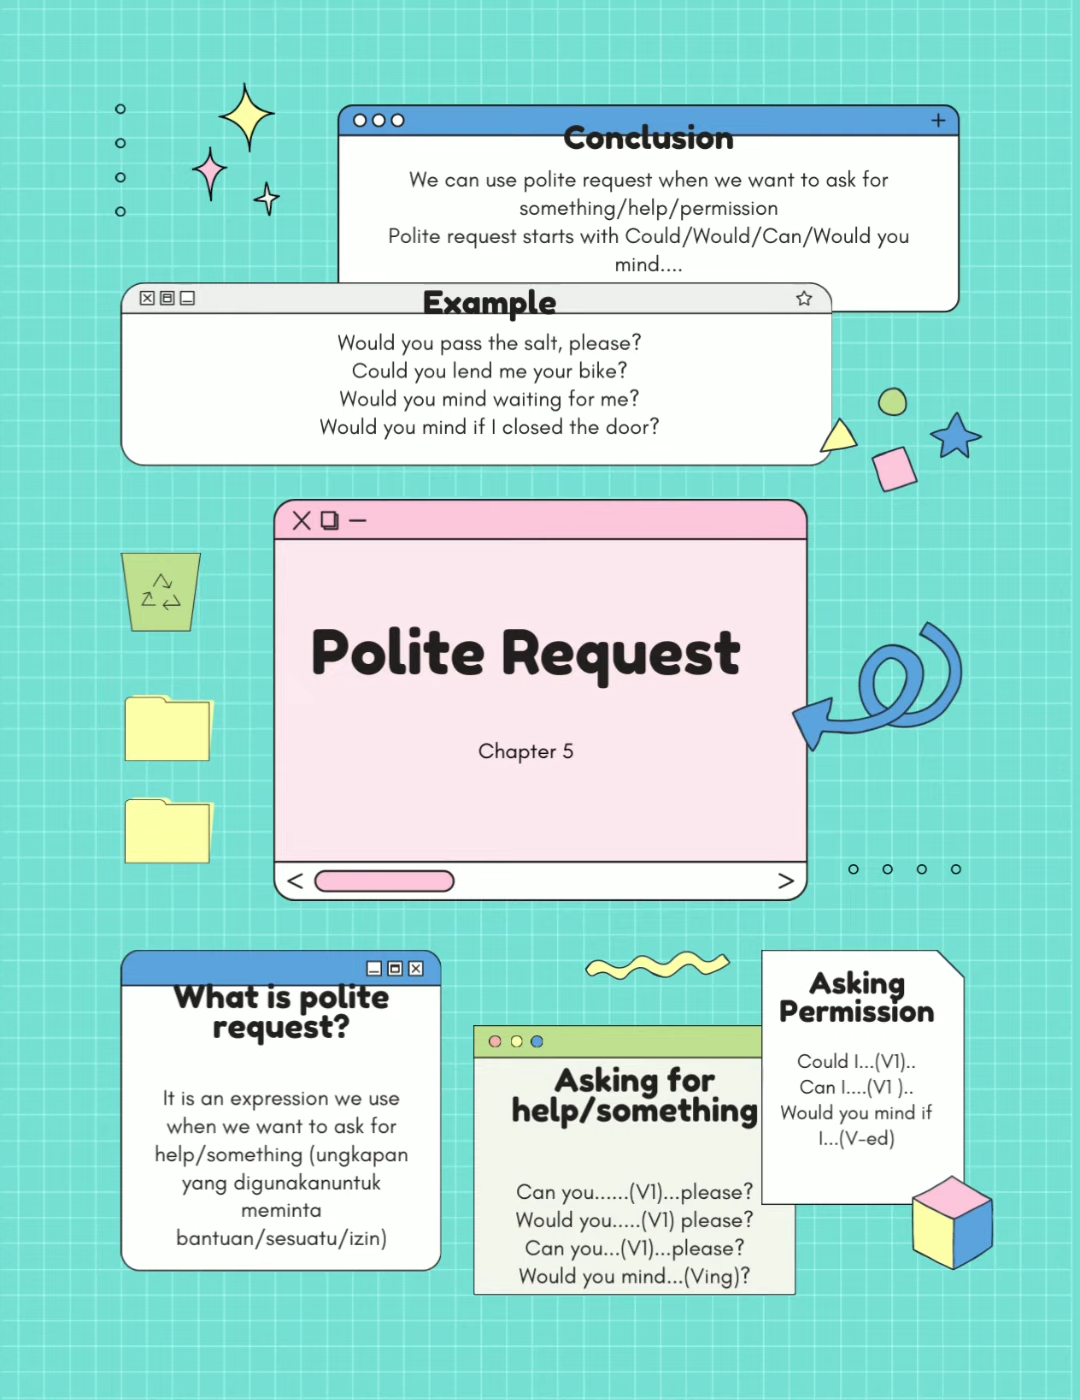 Conclusion
We can use polite request when we want to ask for
something/help/permission
Polite request starts with Could/Would/Can/Would you
mind....
Example
Would you pass the salt, please?
Could you lend me your bike?
Would you mind waiting for me?
Would you mind if I closed the door?
Polite Request
Chapter 5
What is polite
request?
It is an expression we use
when we want to ask for
help/something (ungkapan
yang digunakanuntuk
meminta
bantuan/sesuatu/izin)
Asking for
help/something
Can you......(V1)...please?
Would you.....(V1) please?
Can you...(V1)...please?
Would you mind...(Ving)?
Asking
Permission
Could I...(V1)..
Can I....(V1 )..
Would you mind if
I...(V-ed)